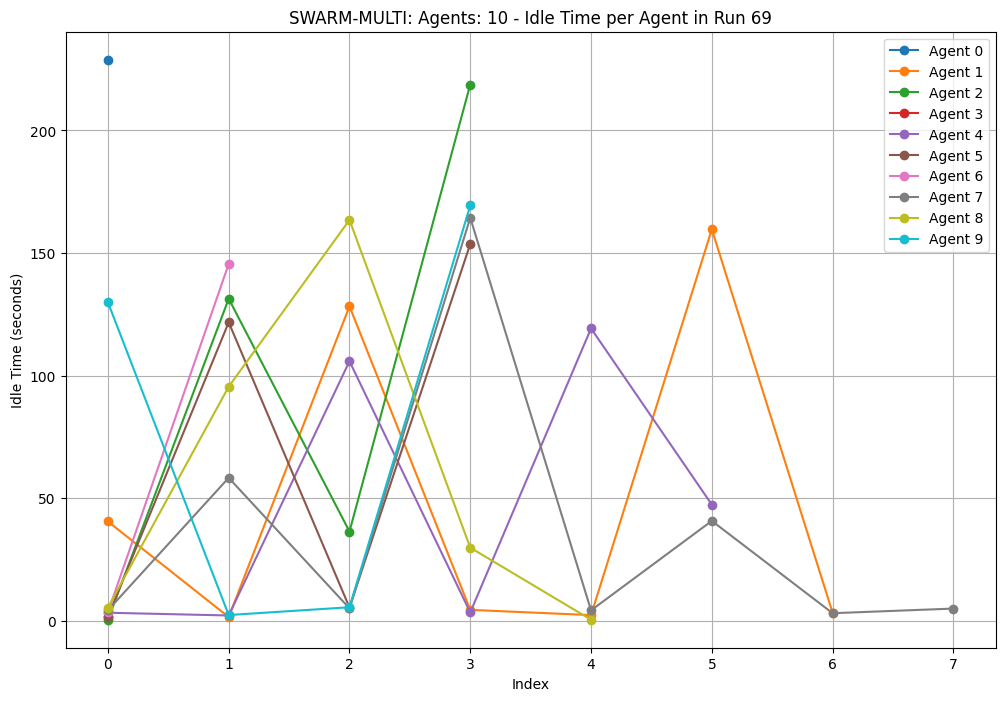 SWARM-MULTI: Agents: 10 - Idle Time per Agent in Run 69
Idle Time (seconds)
200
150
100
50
0
0 1 2 3 4 5 6 7
Index
Agent 0
Agent 1
Agent 2
Agent 3
Agent 4
Agent 5
Agent 6
Agent 7
Agent 8
Agent 9